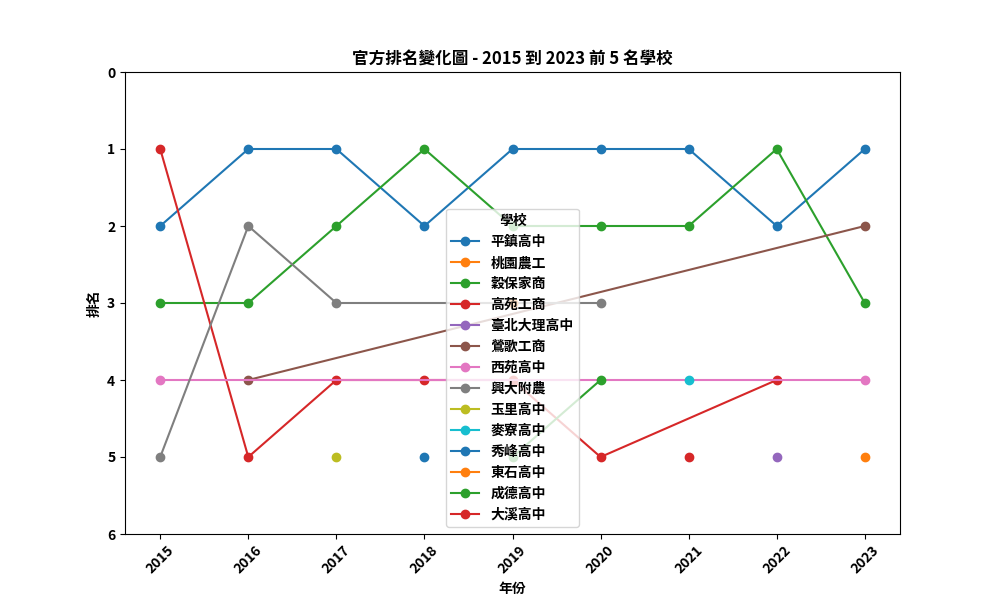 官方排名變化圖 - 2015 到 2023 前 5 名學校
0
1
2
3
4
5
6
排名
學校
平鎮高中
桃園農工
穀保家商
高苑工商
臺北大理高中
鶯歌工商
西苑高中
興大附農
玉里高中
麥寮高中
秀峰高中
東石高中
成德高中
大溪高中
2015
2016
2017
2018
2019
2020
2021
2022
2023
年份